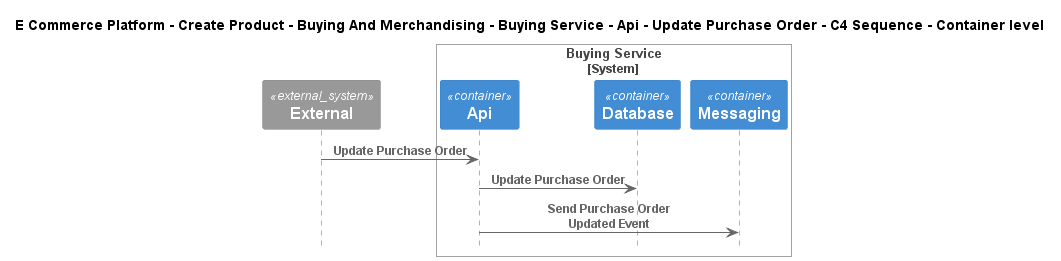 E Commerce Platform - Create Product - Buying And Merchandising - Buying Service - Api - Update Purchase Order - C4 Sequence - Container level
Buying Service
[System]
«external_system»
External
«container»
Api
«container»
Database
«container»
Messaging
Update Purchase Order
Update Purchase Order
Send Purchase Order
Updated Event